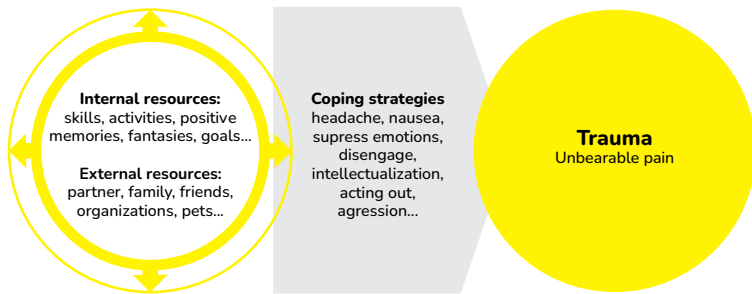 Internal resources:
skills, activities, positive
memories, fantasies, goals...
External resources:
partner, family, friends,
organizations, pets...
Coping strategies
headache, nausea,
supress emotions,
disengage,
intellectualization,
acting out,
agression...
Trauma
Unbearable pain